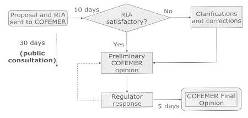 Proposal and RIA
sent to COFEMER
10 days
RIA
satisfactory?
No
Clarifications
and corrections
30 days
(public
consultation)
Yes
Preliminary
COFEMER
opinion
Regulator
response
5 days
COFEMER Final
Opinion